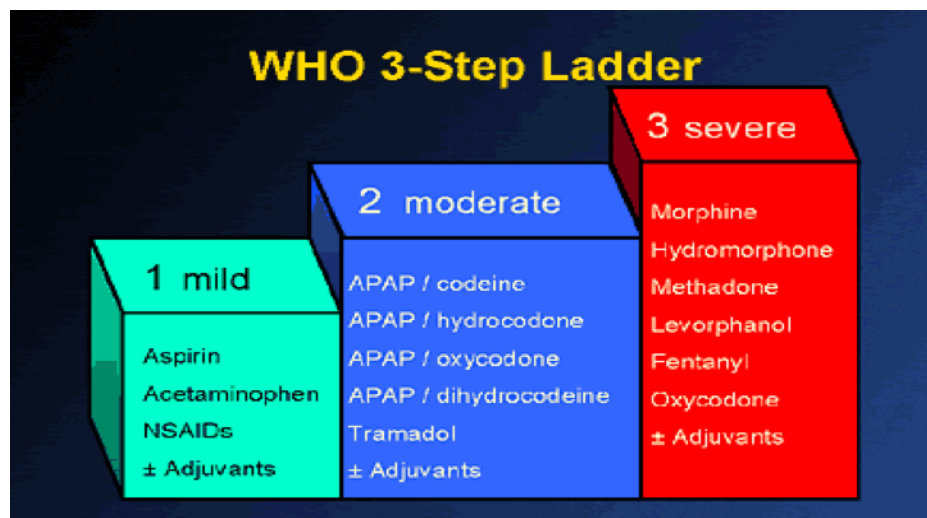 WHO 3-Step Ladder
1 mild
Aspirin
Acetaminophen
NSAIDs
± Adjuvants
2 moderate
APAP / codeine
APAP / hydrocodone
APAP / oxycodone
APAP / dihydrocodeine
Tramadol
± Adjuvants
3 severe
Morphine
Hydromorphone
Methadone
Levorphanol
Fentanyl
Oxycodone
± Adjuvants